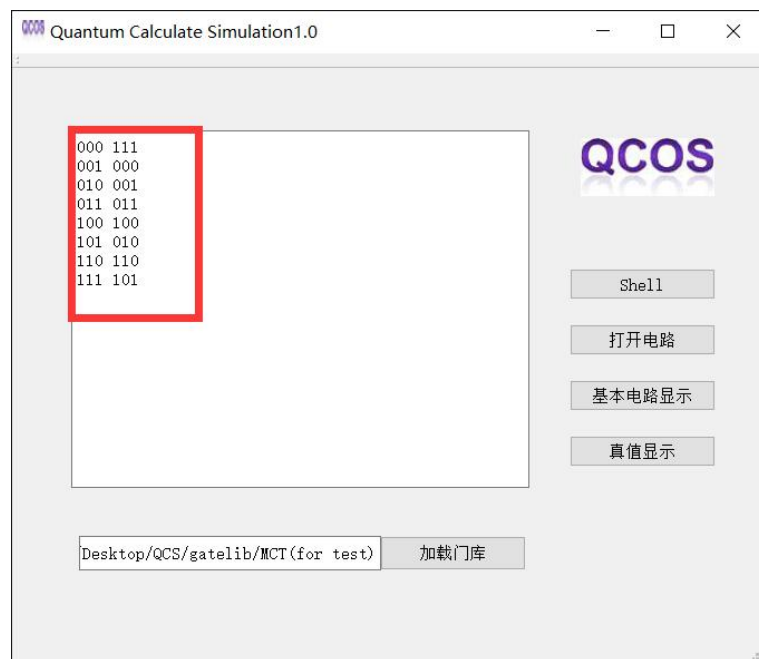 QCOS Quantum Calculate Simulation1.0
000 111
001 000
010 001
011 011
100 100
101 010
110 110
111 101
QCOS
Shell
打开电路
基本电路显示
真值显示
Desktop/QCS/gatelib/MCT(for test) 加载门库